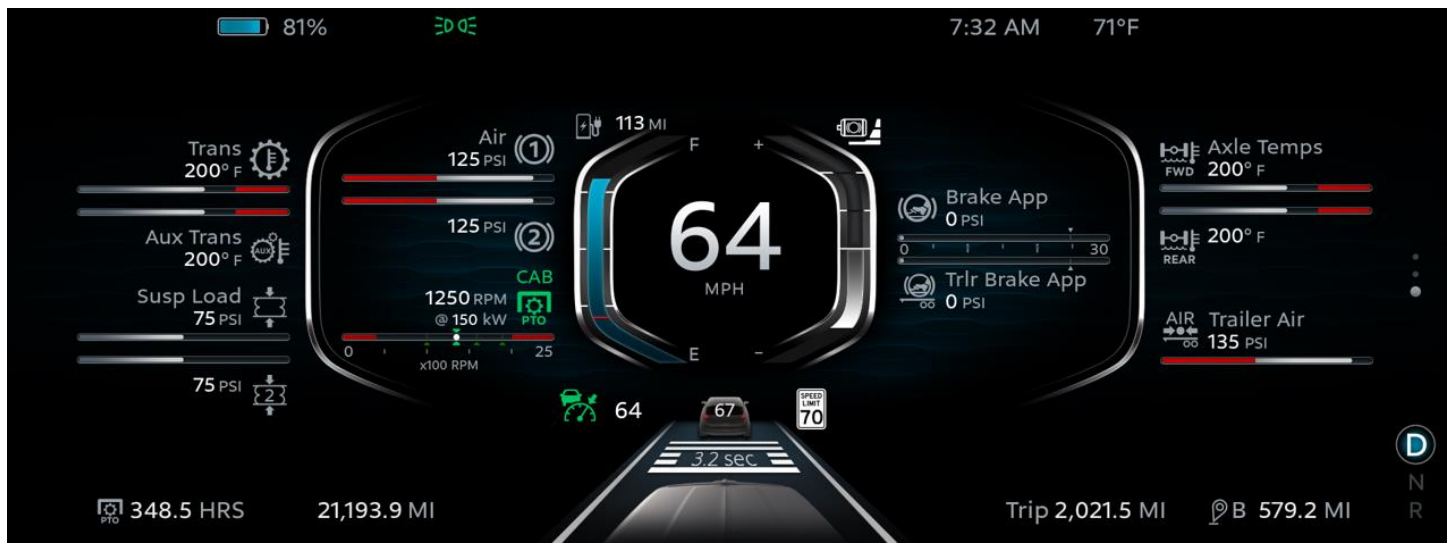 81%
7:32 AM
71°F
Trans
200° F
Aux Trans
AUX
200° F
Susp Load
75 PSI
75 PSI
2
Air
125 PSI
1
125 PSI
2
CAB
1250 RPM
@ 150 kW
PTO
0
25
x100 RPM
113 MI
F
+
64
MPH
E
–
Brake App
0 PSI
0
30
Trlr Brake App
0 PSI
Axle Temps
FWD
200° F
200° F
REAR
AIR
Trailer Air
135 PSI
64
67
SPEED
LIMIT
70
3.2 sec
D
N
R
PTO
348.5 HRS
21,193.9 MI
Trip 2,021.5 MI
B 579.2 MI